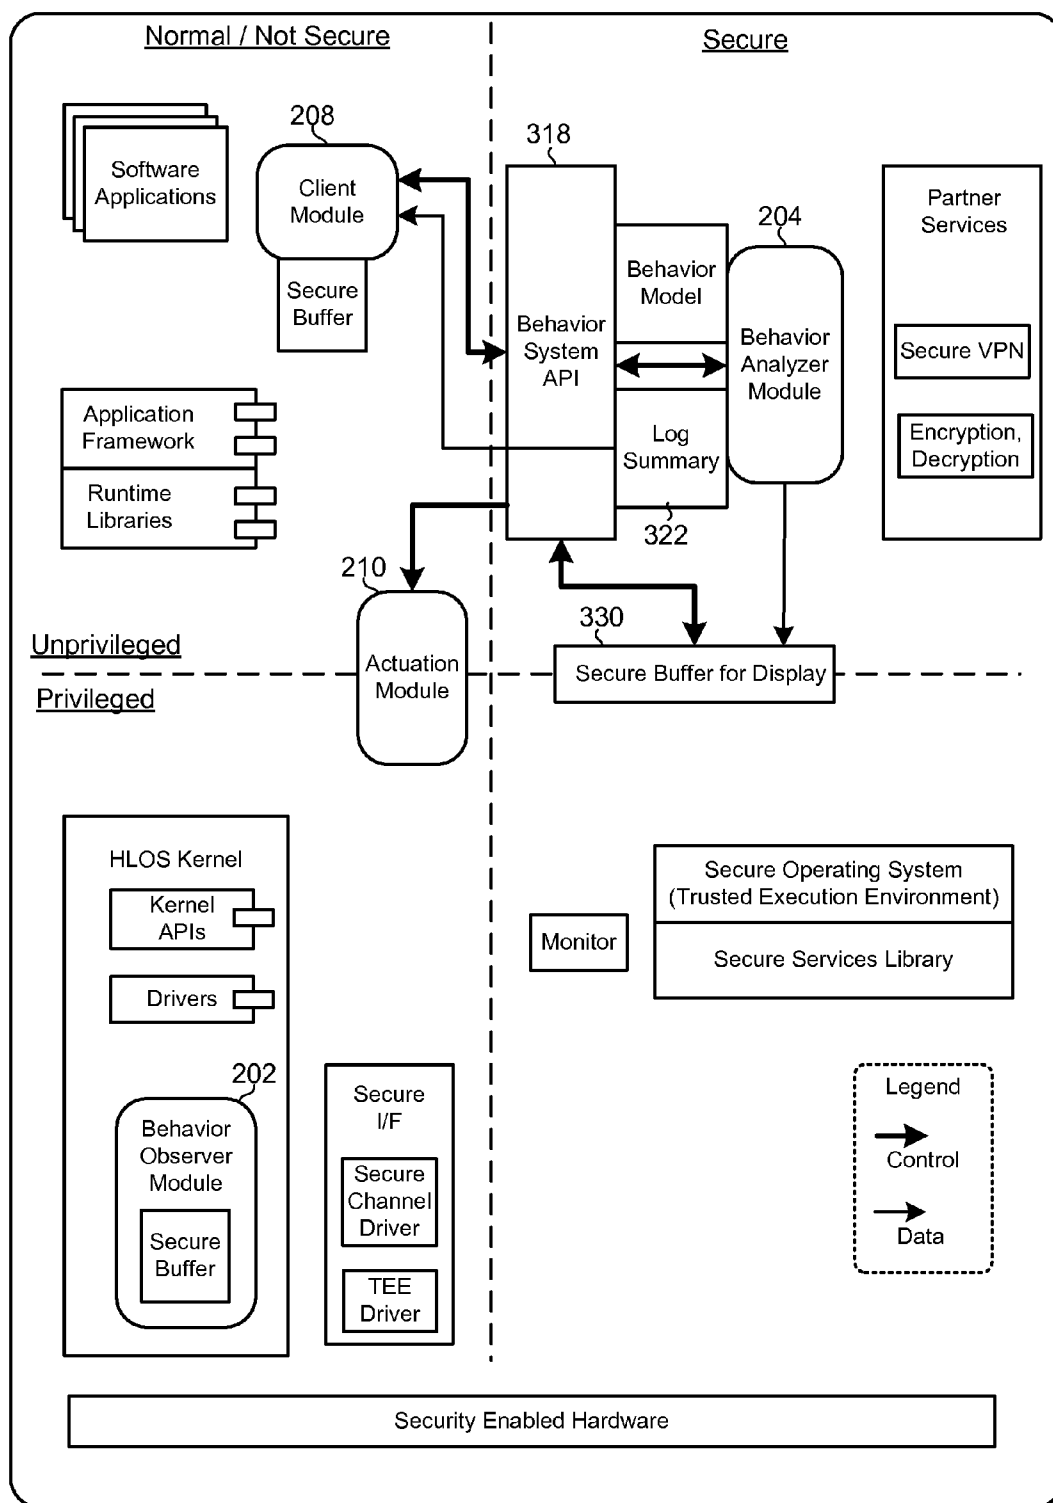 Normal / Not Secure
Secure
Software
Applications
208
Client
Module
Secure
Buffer
318
Behavior
System
API
Behavior
Model
204
Behavior
Analyzer
Module
Log
Summary
322
Partner
Services
Secure VPN
Encryption,
Decryption
Application
Framework
Runtime
Libraries
210
Actuation
Module
330
Secure Buffer for Display
Unprivileged
Privileged
HLOS Kernel
Kernel
APIs
Drivers
202
Behavior
Observer
Module
Secure
Buffer
Secure
I/F
Secure
Channel
Driver
TEE
Driver
Monitor
Secure Operating System
(Trusted Execution Environment)
Secure Services Library
Legend
Control
Data
Security Enabled Hardware